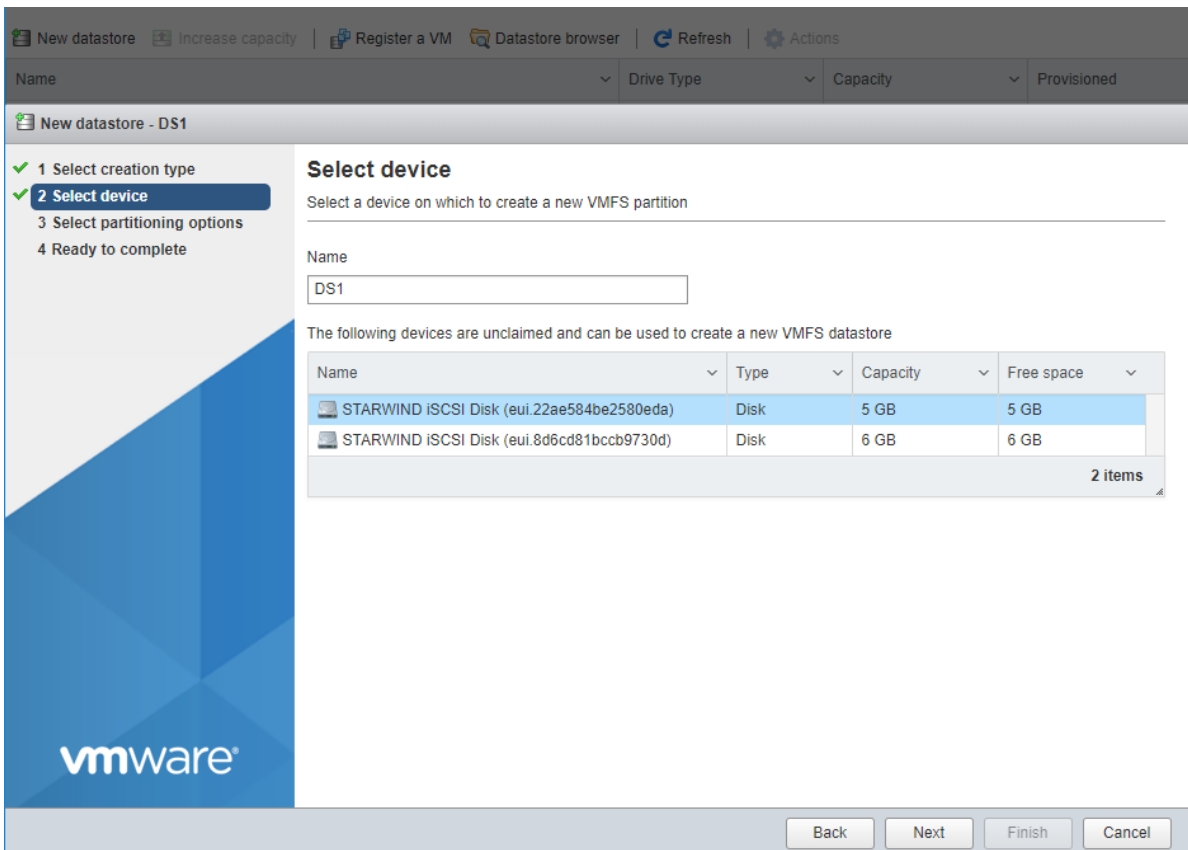 New datastore Increase capacity Register a VM Datastore browser Refresh Actions
Name Drive Type Capacity Provisioned
New datastore - DS1
1 Select creation type
2 Select device
3 Select partitioning options
4 Ready to complete
vmware®
Select device
Select a device on which to create a new VMFS partition
Name
DS1
The following devices are unclaimed and can be used to create a new VMFS datastore
Name Type Capacity Free space
STARWIND iSCSI Disk (eui.22ae584be2580eda) Disk 5 GB 5 GB
STARWIND iSCSI Disk (eui.8d6cd81bccb9730d) Disk 6 GB 6 GB
2 items
Back Next Finish Cancel